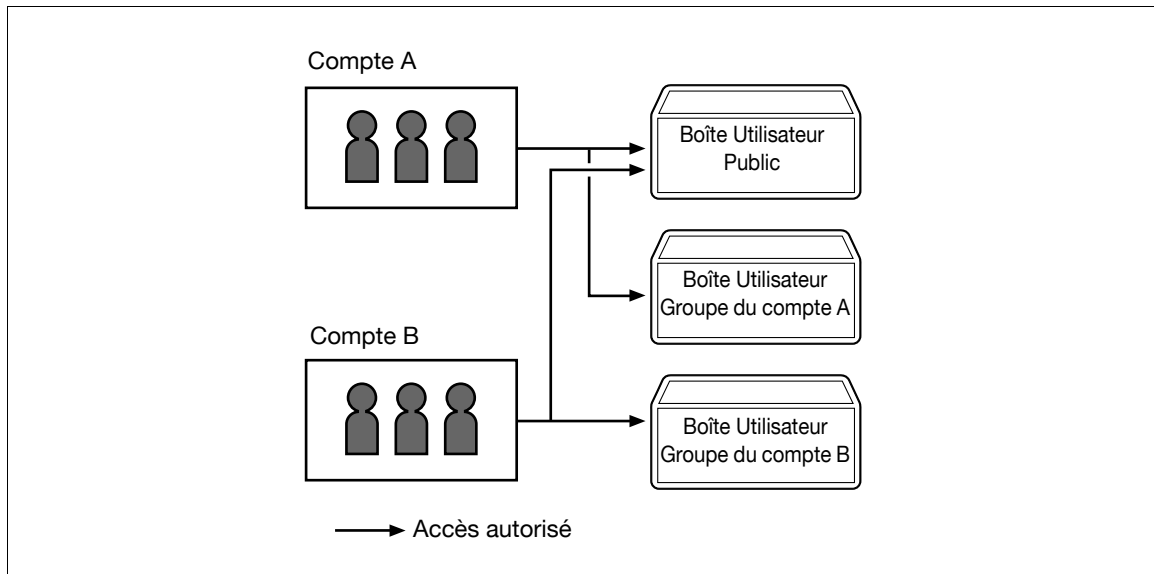 Compte A
Boîte Utilisateur
Public
Boîte Utilisateur
Groupe du compte A
Compte B
Boîte Utilisateur
Groupe du compte B
Accès autorisé